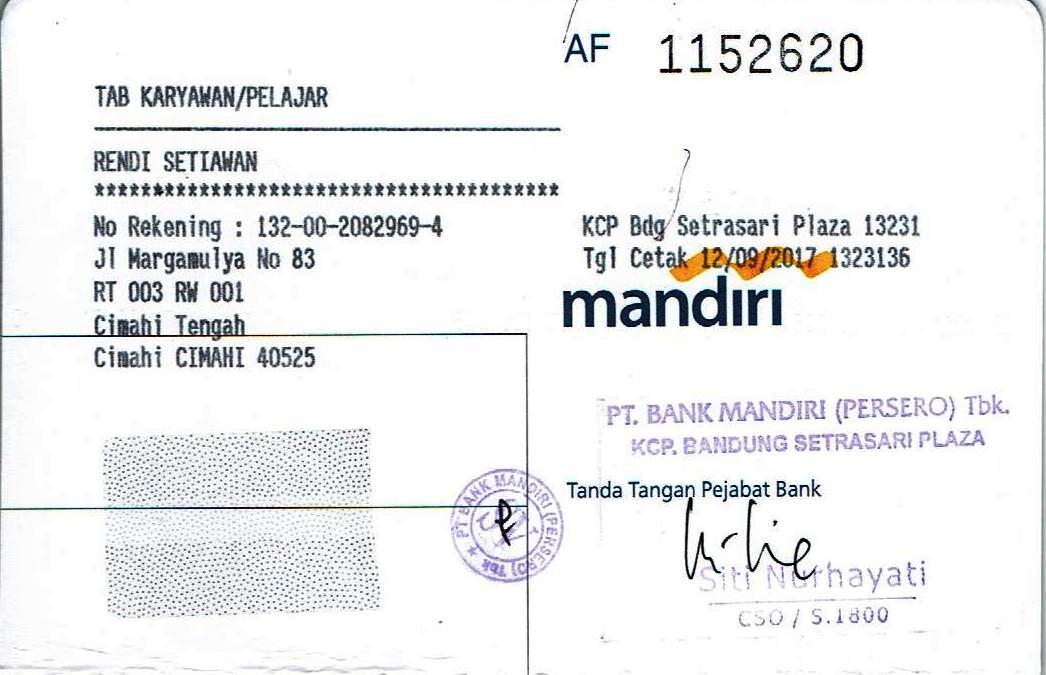 AF 1152620
TAB KARYAWAN/PELAJAR
RENDI SETIAWAN
****************************************
No Rekening : 132-00-2082969-4
KCP Bdg Setrasari Plaza 13231
Jl Margamulya No 83
Tgl Cetak 12/09/2017 1323136
RT 003 RW 001
mandiri
Cimahi Tengah
Cimahi CIMAHI 40525
PT. BANK MANDIRI (PERSERO) Tbk.
KCP. BANDUNG SETRASARI PLAZA
Tanda Tangan Pejabat Bank
PT BANK MANDIRI (PERSERO) Tbk
Siti Nurhayati
CSO / S.1800